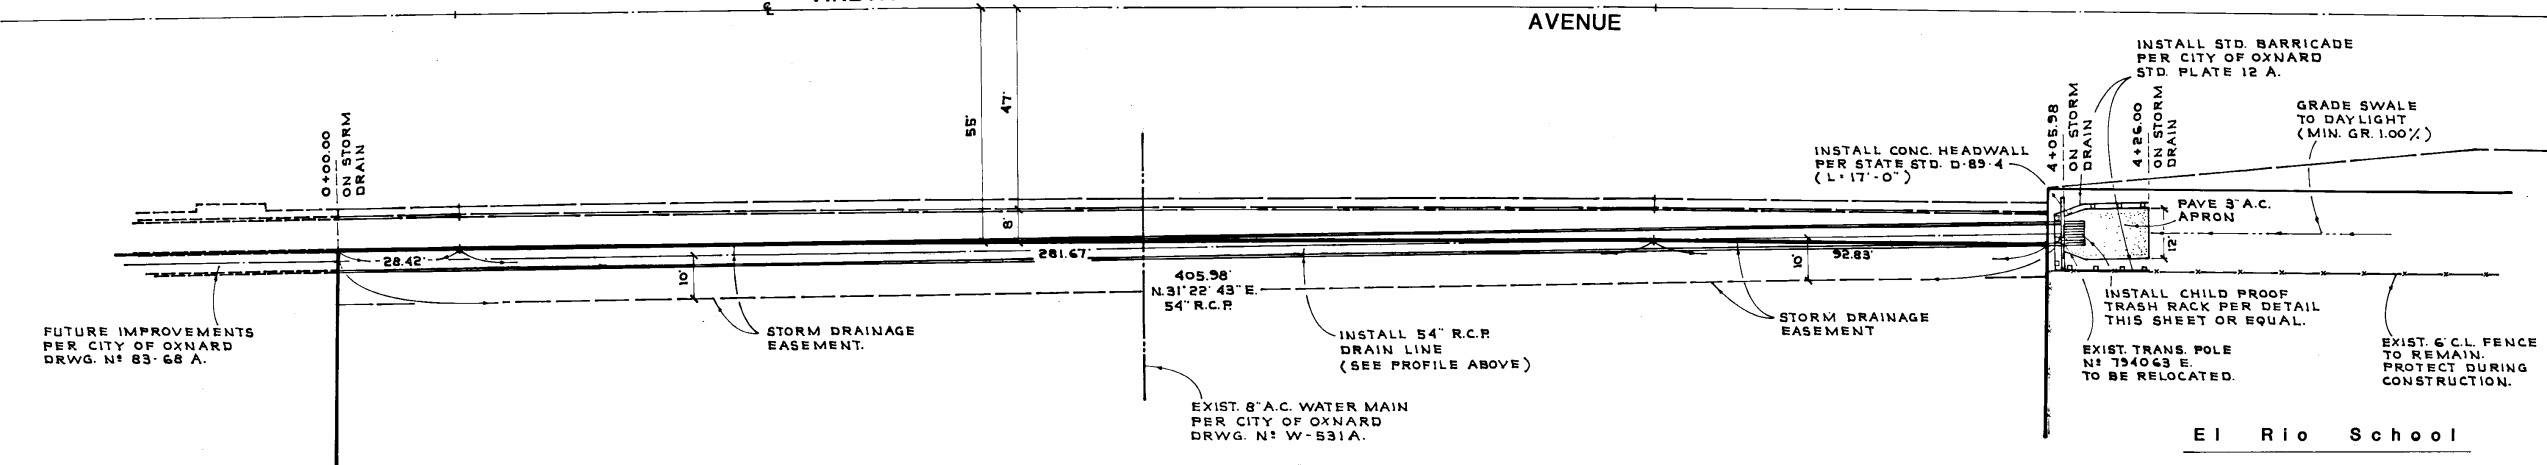 ℄
AVENUE
55'
47'
8'
0+00.00
ON STORM
DRAIN
INSTALL STD. BARRICADE
PER CITY OF OXNARD
STD. PLATE 12 A.
GRADE SWALE
TO DAYLIGHT
(MIN. GR. 1.00%)
INSTALL CONC. HEADWALL
PER STATE STD. D-89-4
(L=17'-0")
4+05.98
ON STORM
DRAIN
4+26.00
ON STORM
DRAIN
PAVE 3" A.C.
APRON
12'
28.42'
10'
281.67'
405.98'
N.31°22'43"E.
54" R.C.P.
10'
92.83'
FUTURE IMPROVEMENTS
PER CITY OF OXNARD
DRWG. Nº 83-68 A.
STORM DRAINAGE
EASEMENT.
INSTALL 54" R.C.P.
DRAIN LINE
(SEE PROFILE ABOVE)
EXIST. 8" A.C. WATER MAIN
PER CITY OF OXNARD
DRWG. Nº W-531A.
STORM DRAINAGE
EASEMENT
INSTALL CHILD PROOF
TRASH RACK PER DETAIL
THIS SHEET OR EQUAL.
EXIST. TRANS. POLE
Nº 794063 E.
TO BE RELOCATED.
EXIST. 6' C.L. FENCE
TO REMAIN.
PROTECT DURING
CONSTRUCTION.
El Rio School